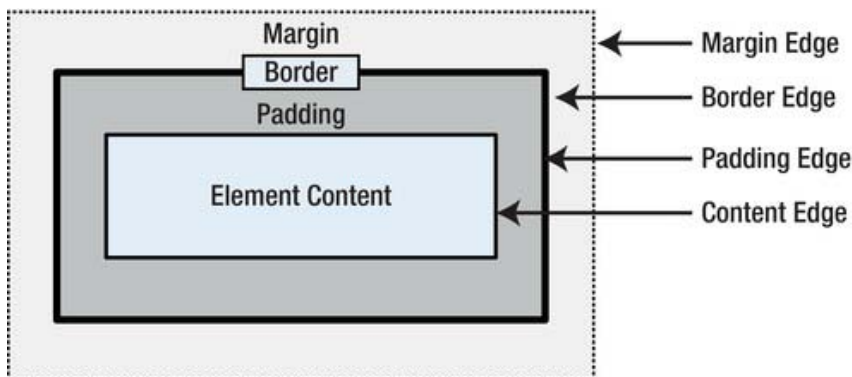 Margin
Border
Padding
Element Content
Margin Edge
Border Edge
Padding Edge
Content Edge